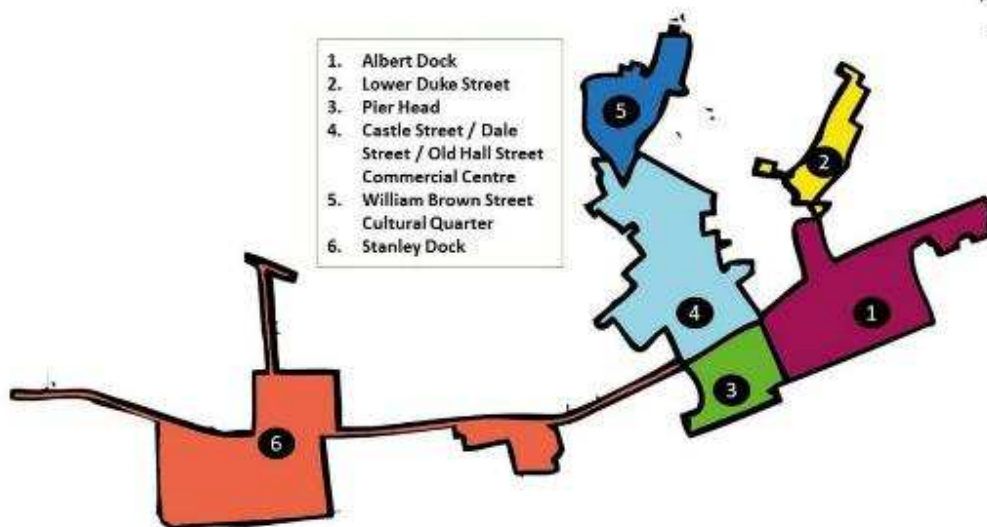 1. Albert Dock
2. Lower Duke Street
3. Pier Head
4. Castle Street / Dale
Street / Old Hall Street
Commercial Centre
5. William Brown Street
Cultural Quarter
6. Stanley Dock
5
2
1
4
3
6